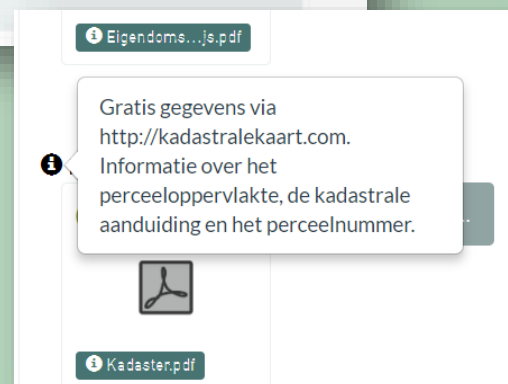 Eigendoms...js.pdf
Gratis gegevens via
http://kadastralekaart.com.
Informatie over het
perceeloppervlakte, de kadastrale
aanduiding en het perceelnummer.
Kadaster.pdf